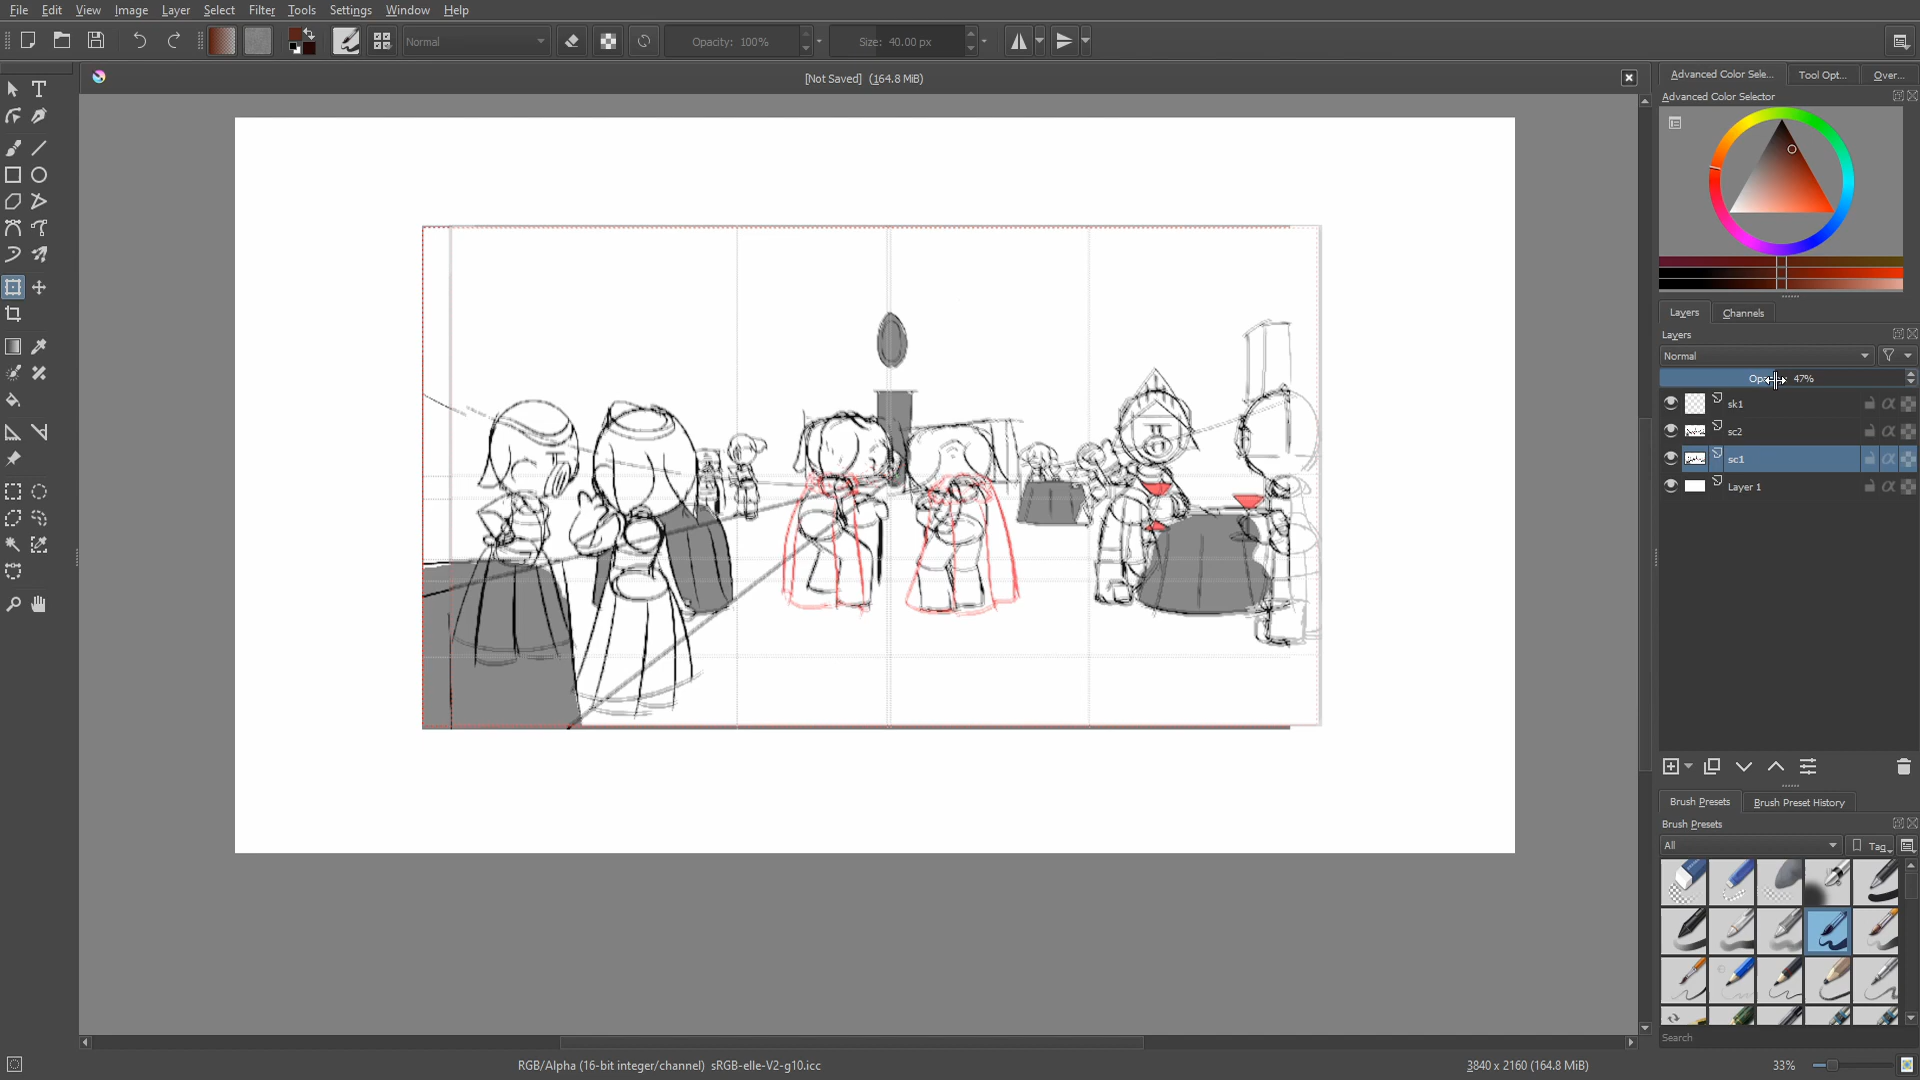 File Edit View Image Layer Select Filter Tools Settings Window Help
Normal Opacity: 100% Size: 40.00 px
[Not Saved] (164.8 MiB)
Advanced Color Sele... Tool Opt... Over...
Advanced Color Selector
Layers Channels
Layers
Normal
47%
sk1
sc2
sc1
Layer 1
Brush Presets Brush Preset History
Brush Presets
All Tag
Search
RGB/Alpha (16-bit integer/channel) sRGB-elle-V2-g10.icc 3840 x 2160 (164.8 MiB) 33%